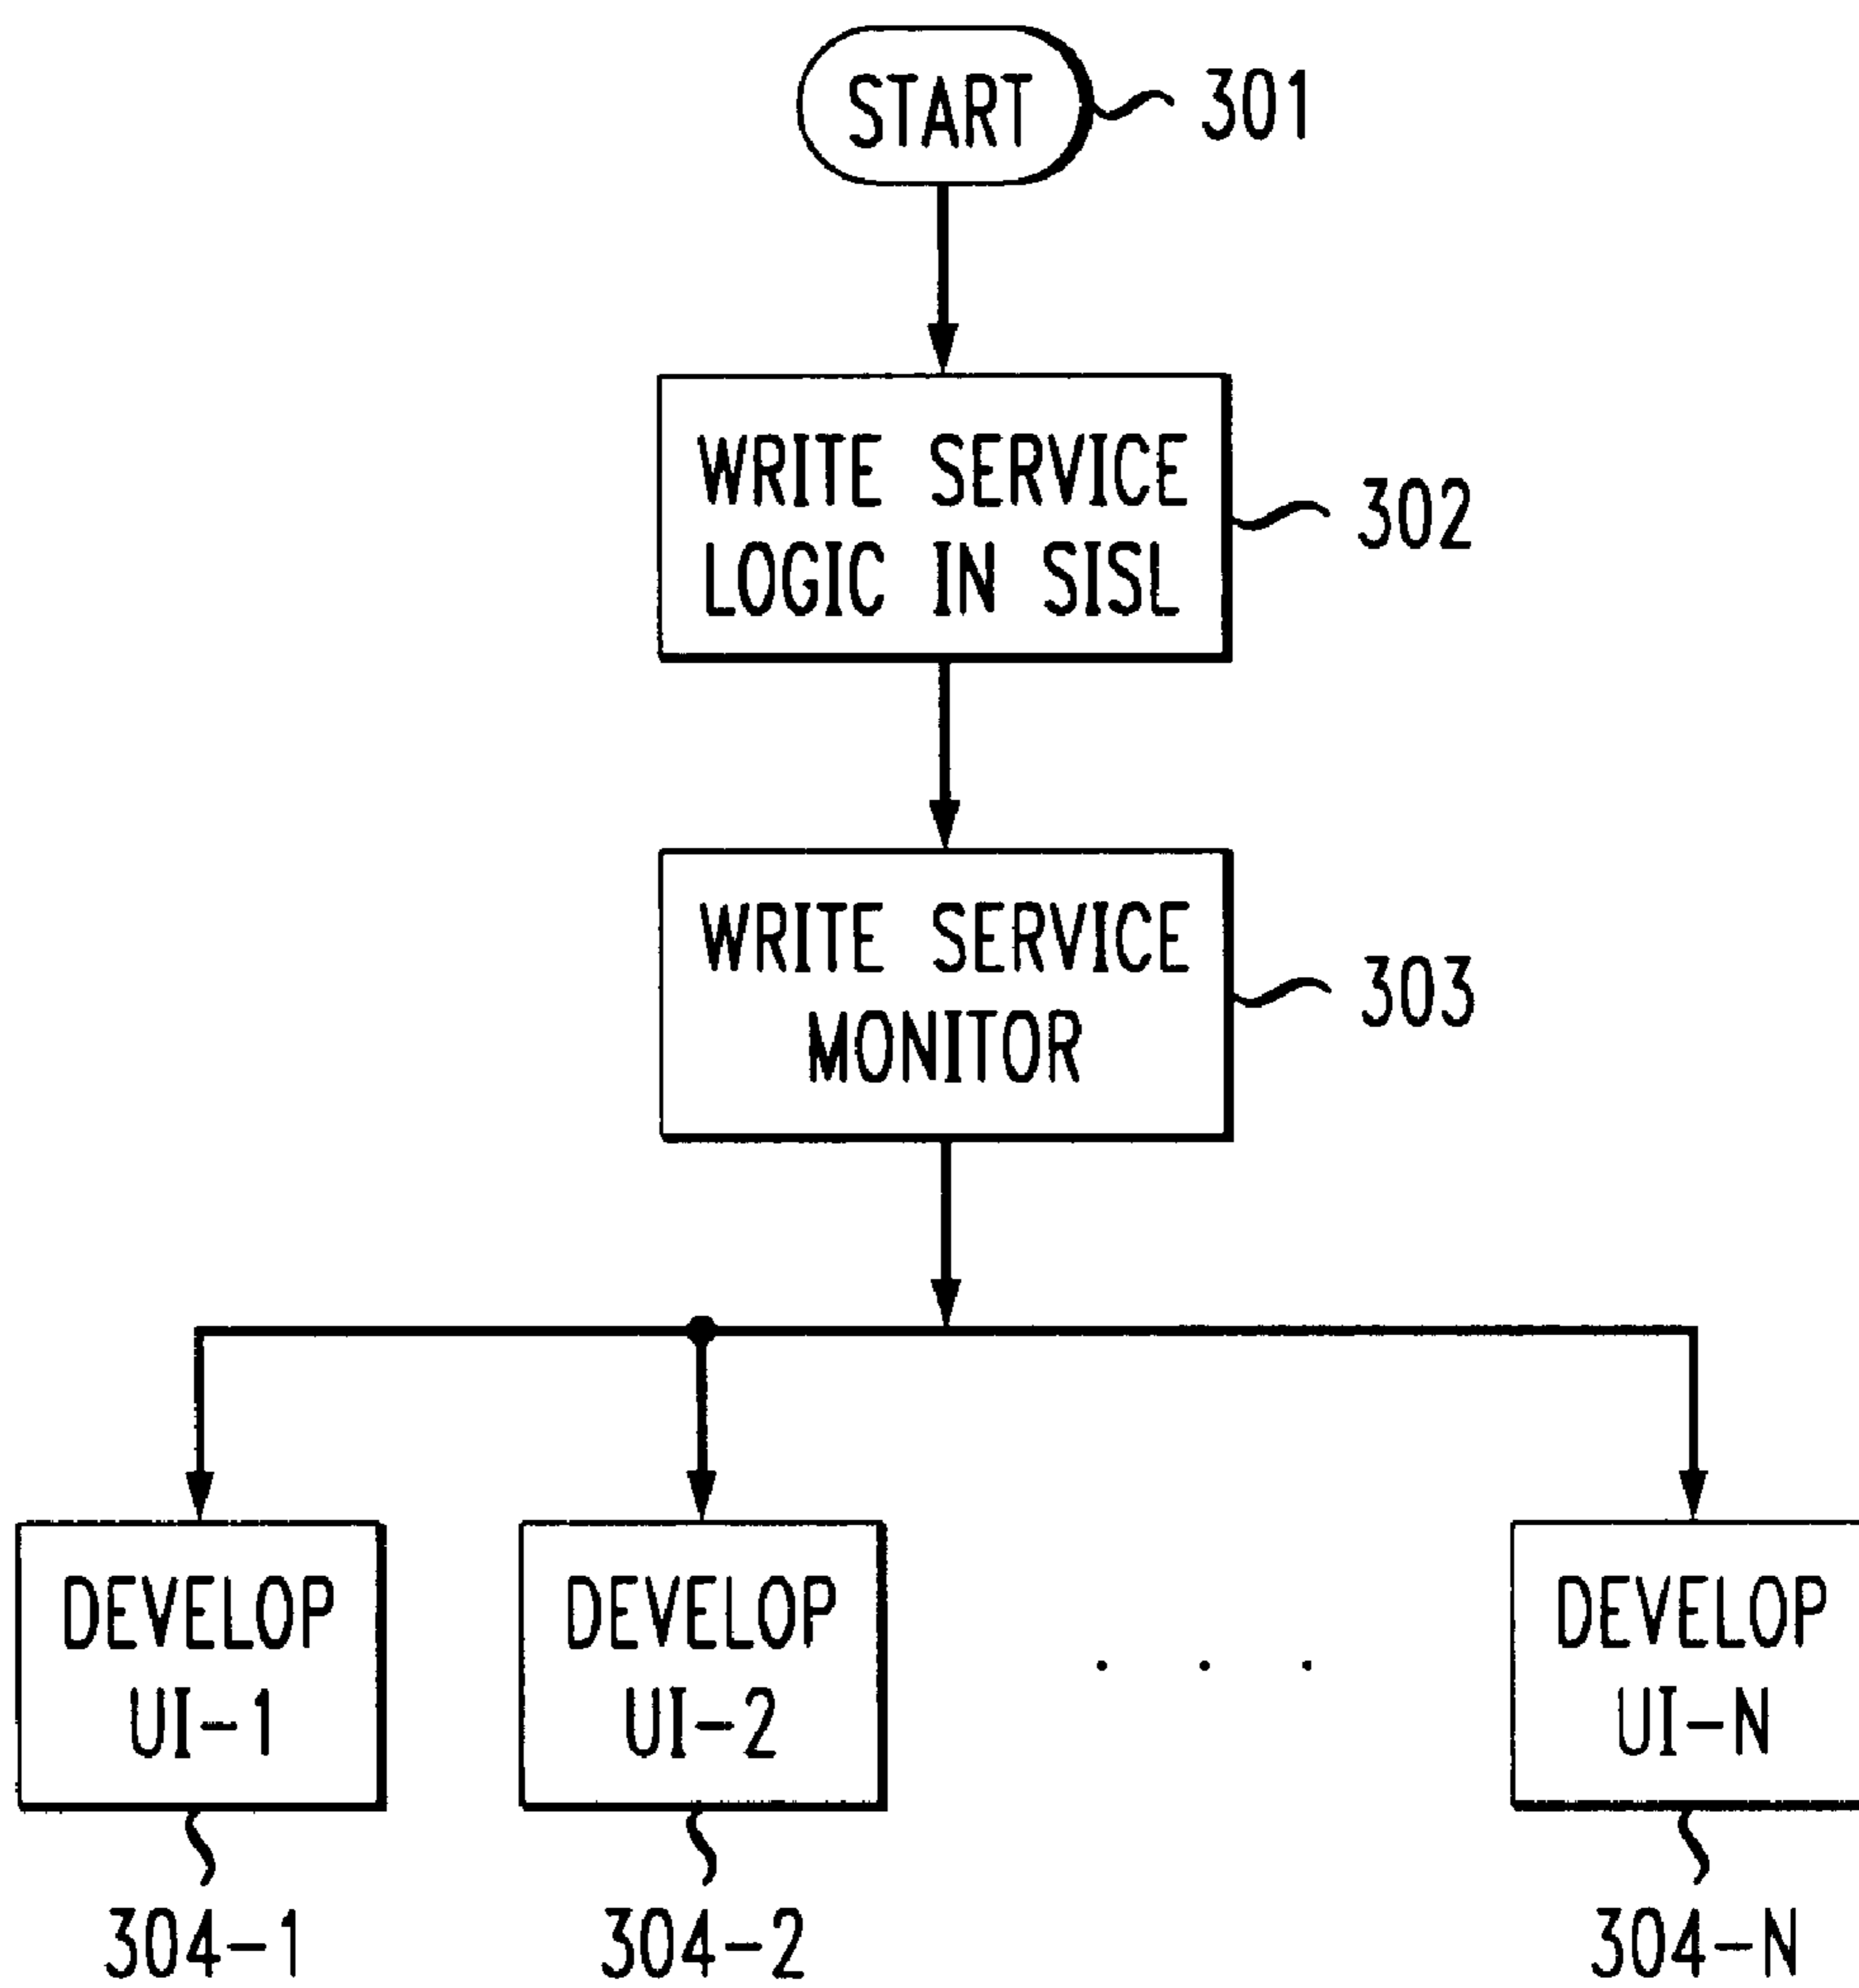 START
301
WRITE SERVICE
LOGIC IN SISL
302
WRITE SERVICE
MONITOR
303
DEVELOP
UI-1
DEVELOP
UI-2
. . .
DEVELOP
UI-N
304-1
304-2
304-N